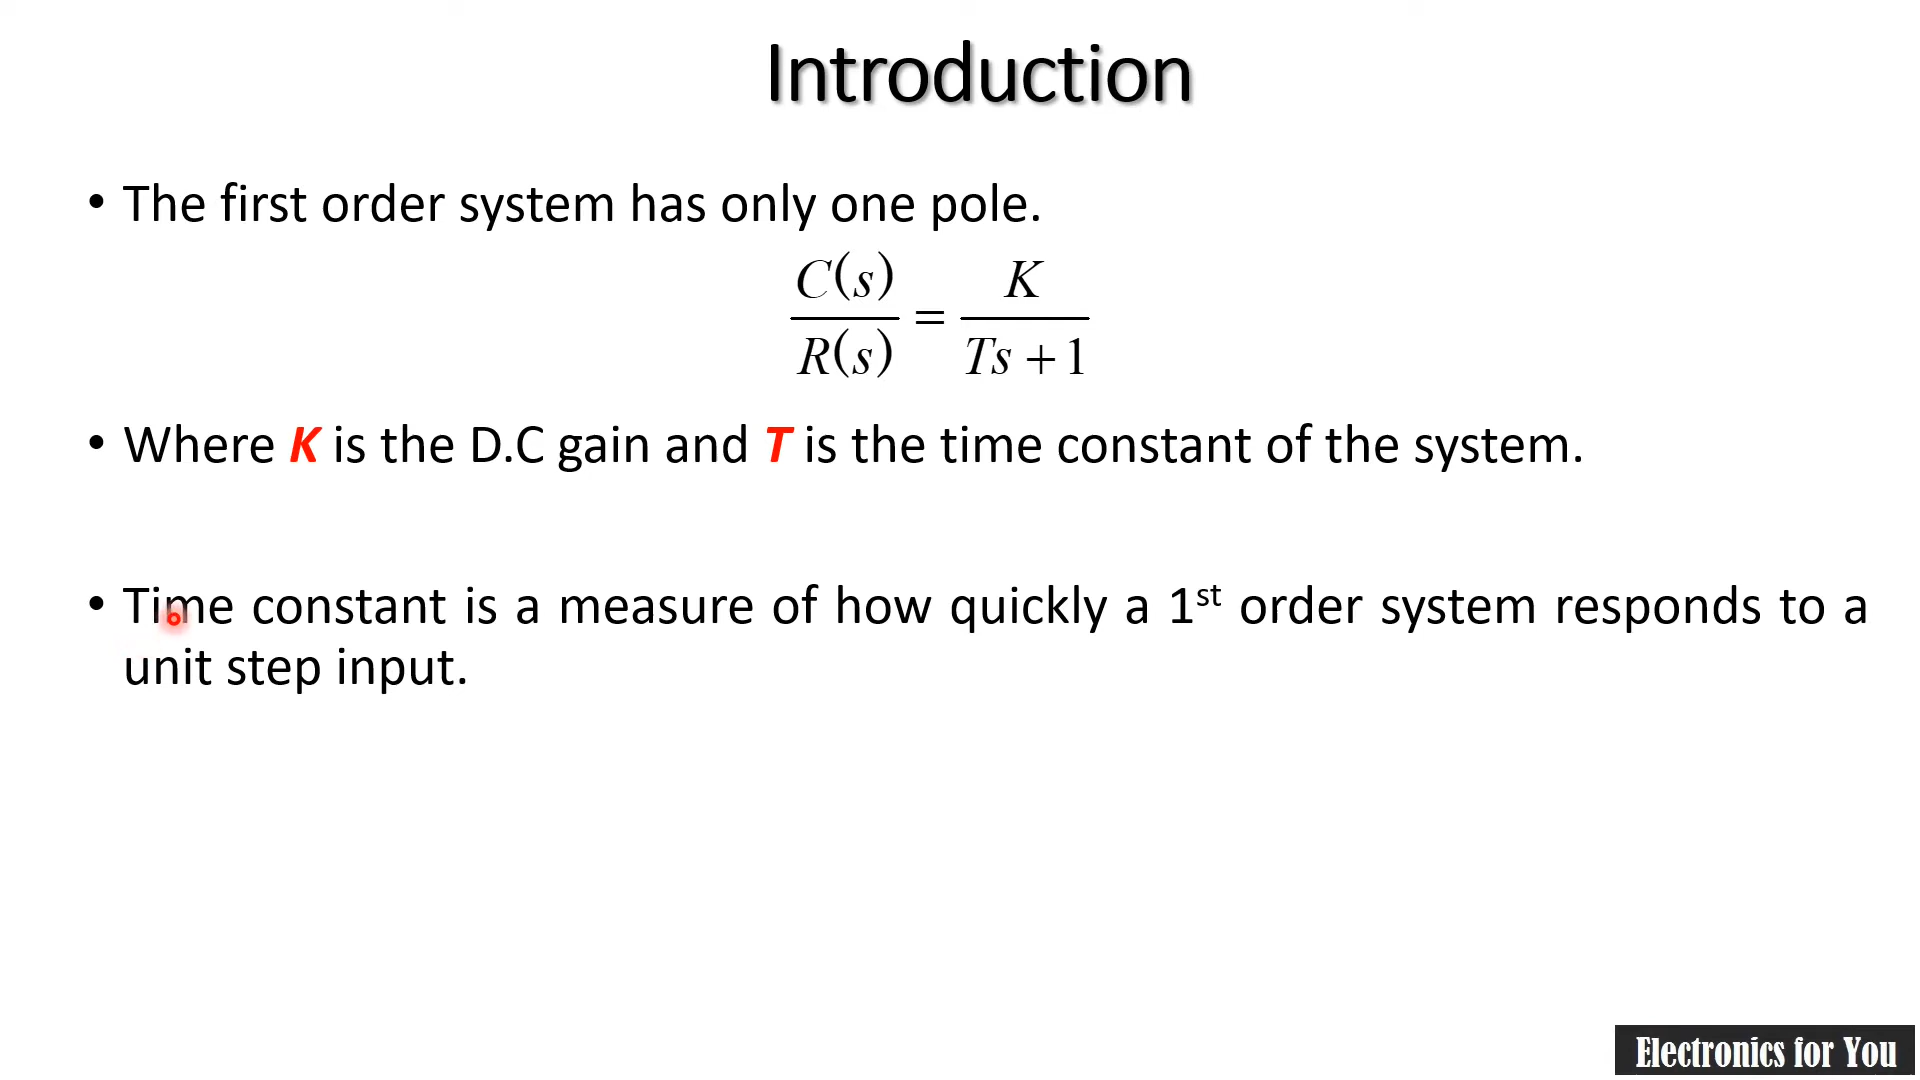 Introduction
• The first order system has only one pole.
C(s)/R(s) = K/(Ts + 1)
• Where K is the D.C gain and T is the time constant of the system.
• Time constant is a measure of how quickly a 1st order system responds to a
unit step input.
Electronics for You